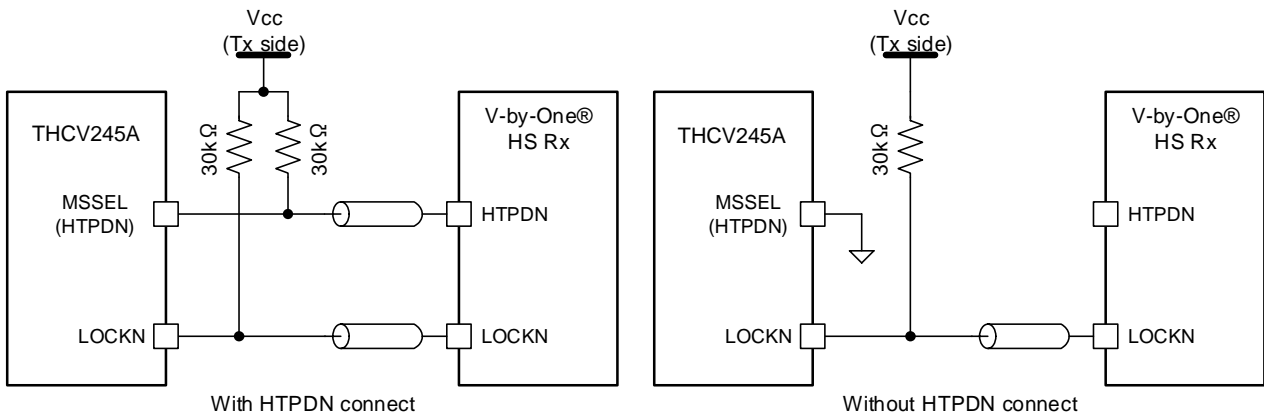 Vcc
(Tx side)
THCV245A
30kΩ
30kΩ
V-by-One®
HS Rx
MSSEL
(HTPDN)
HTPDN
LOCKN
LOCKN
With HTPDN connect
Vcc
(Tx side)
THCV245A
30kΩ
V-by-One®
HS Rx
MSSEL
(HTPDN)
HTPDN
LOCKN
LOCKN
Without HTPDN connect